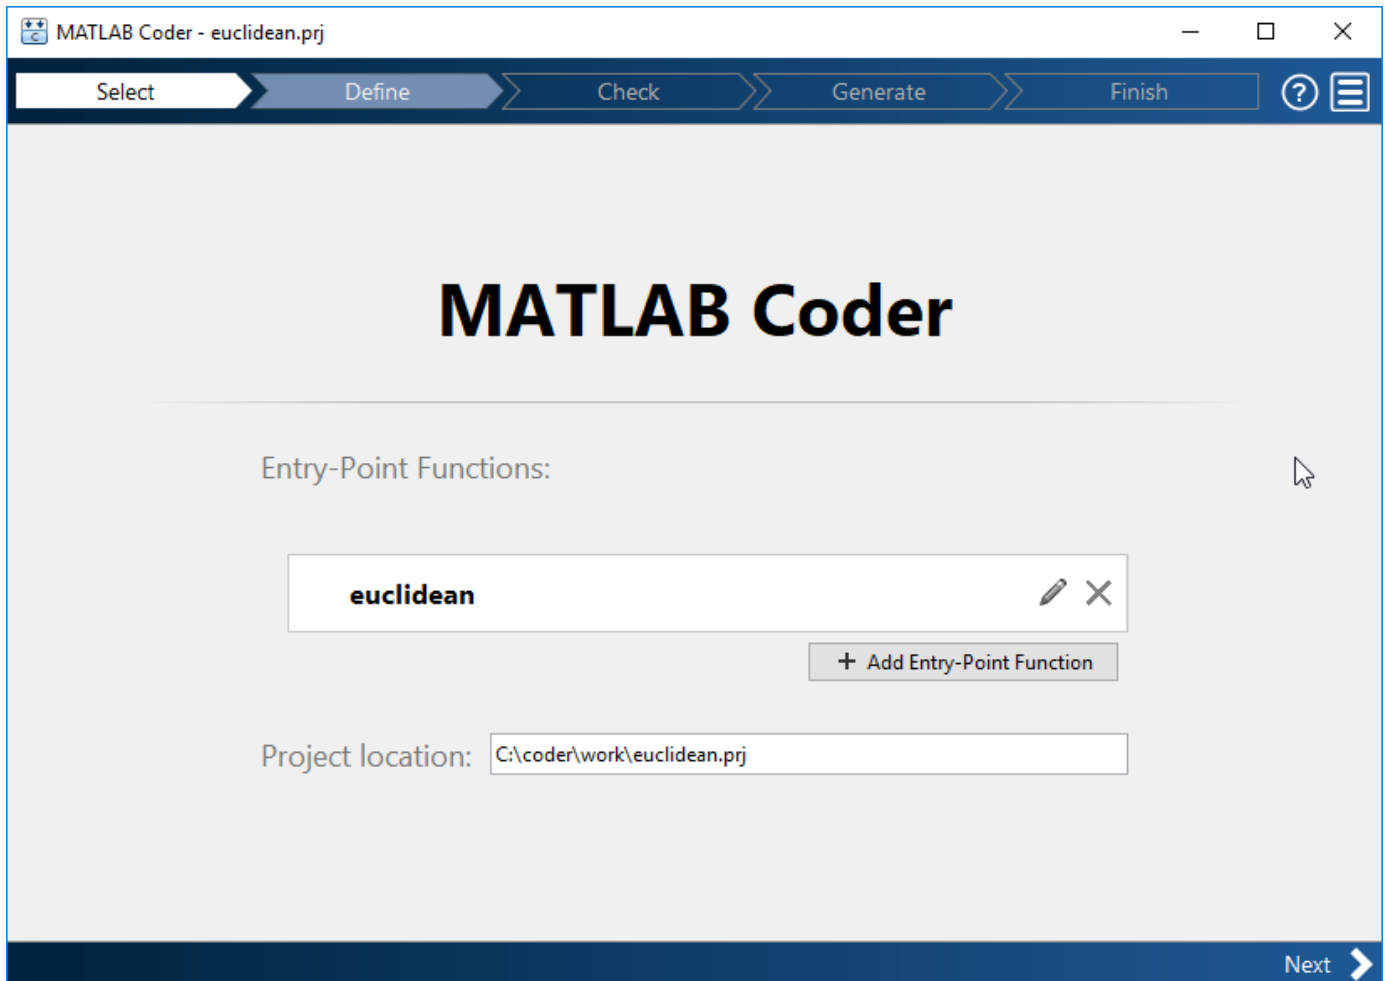 MATLAB Coder - euclidean.prj
Select Define Check Generate Finish
MATLAB Coder
Entry-Point Functions:
euclidean
+ Add Entry-Point Function
Project location: C:\coder\work\euclidean.prj
Next